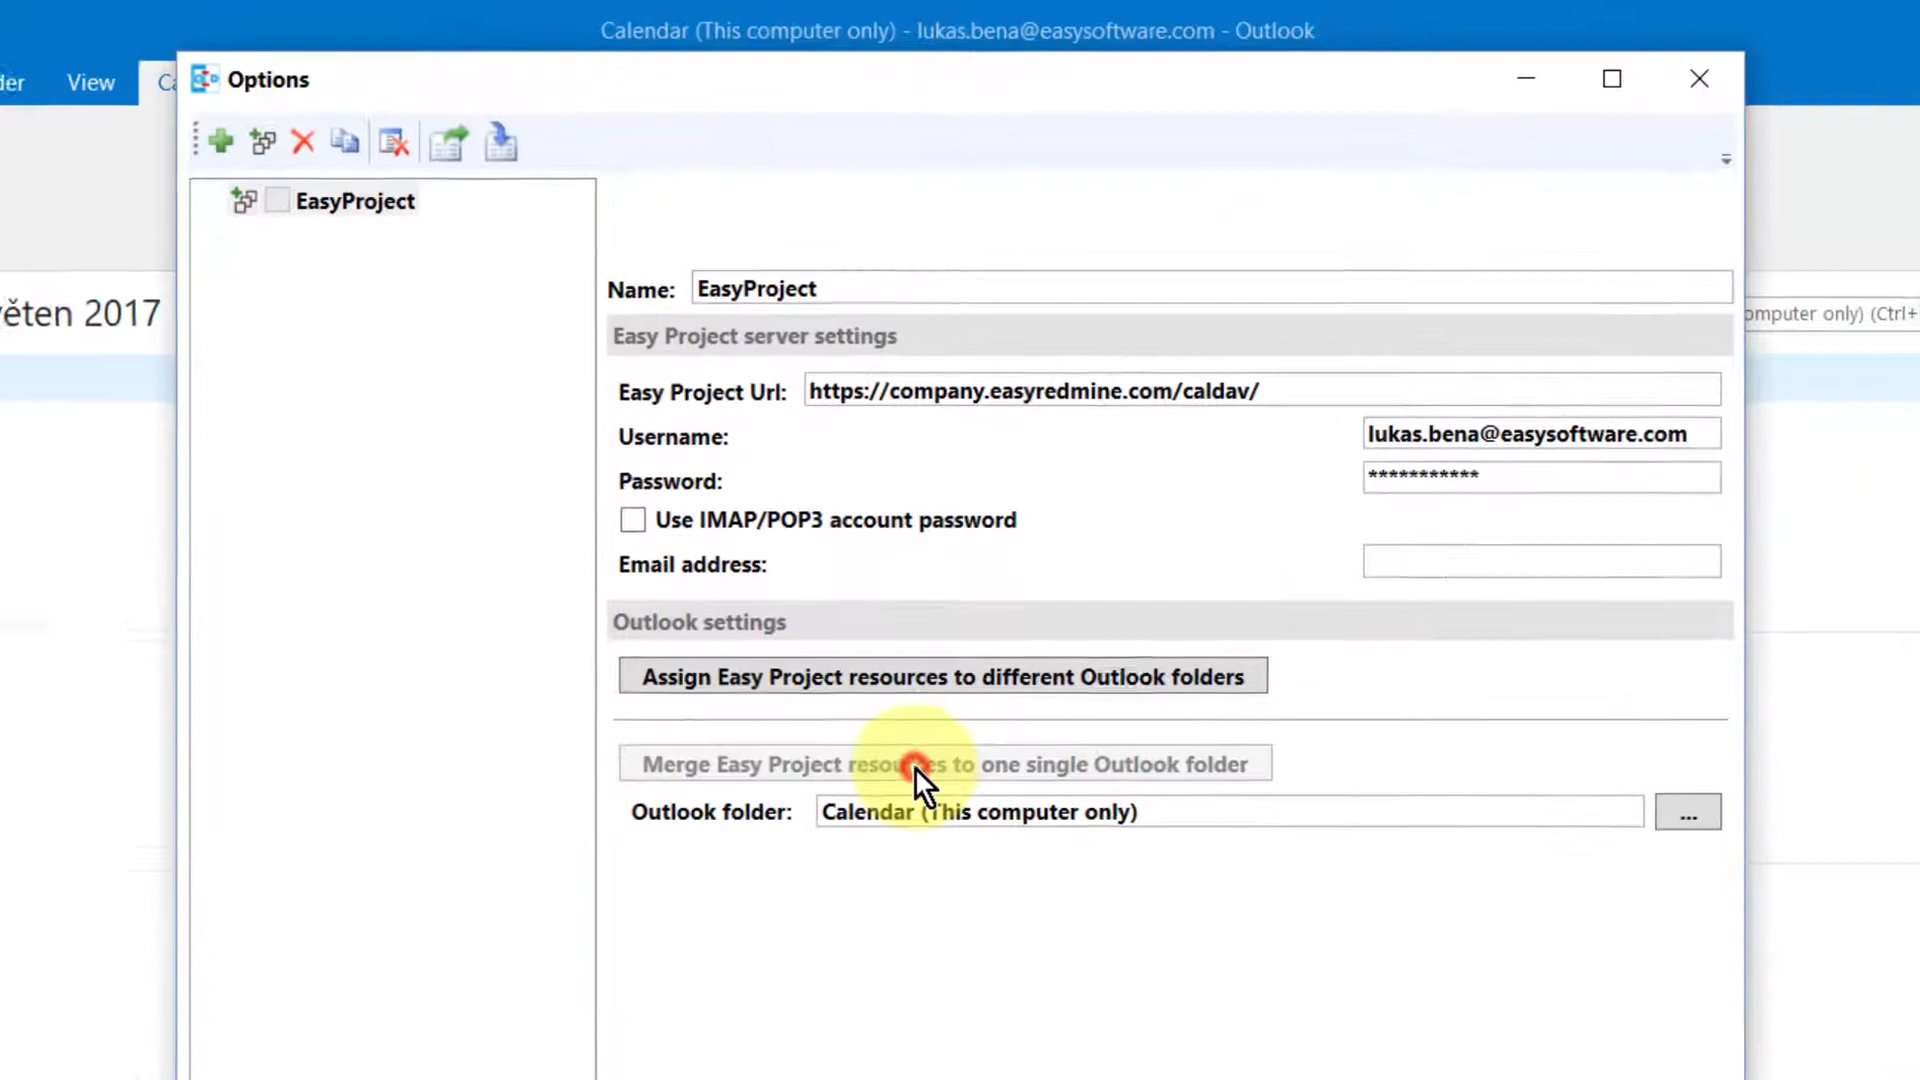 Calendar (This computer only) - lukas.bena@easysoftware.com - Outlook
der View Ca
Options
EasyProject
Name: EasyProject
věten 2017
omputer only) (Ctrl+
Easy Project server settings
Easy Project Url: https://company.easyredmine.com/caldav/
Username: lukas.bena@easysoftware.com
Password: ***********
Use IMAP/POP3 account password
Email address:
Outlook settings
Assign Easy Project resources to different Outlook folders
Merge Easy Project resources to one single Outlook folder
Outlook folder: Calendar (This computer only) ...